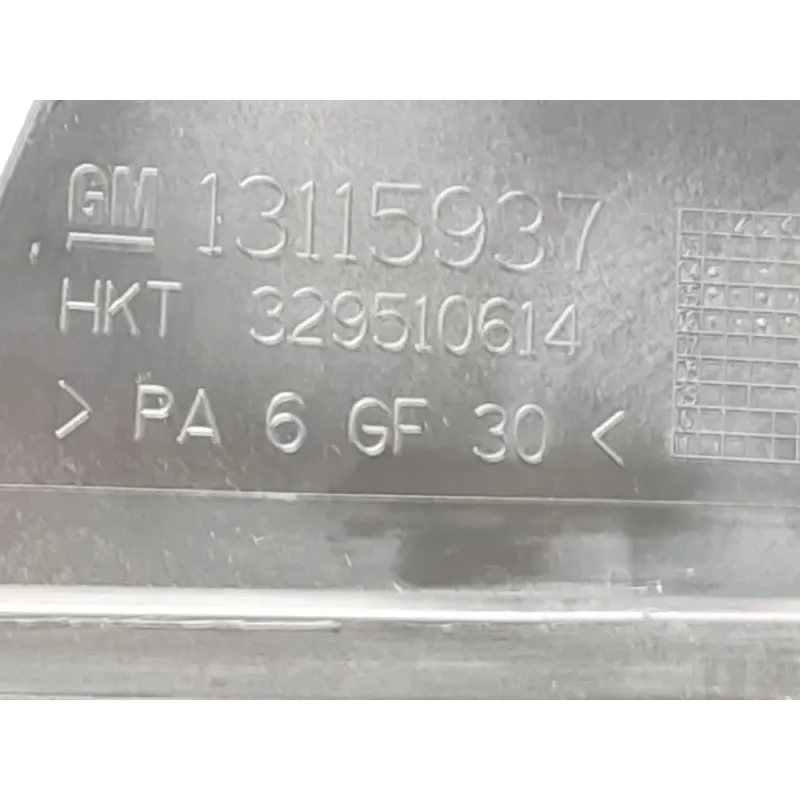 GM 13115937
HKT 329510614
> PA 6 GF 30 <